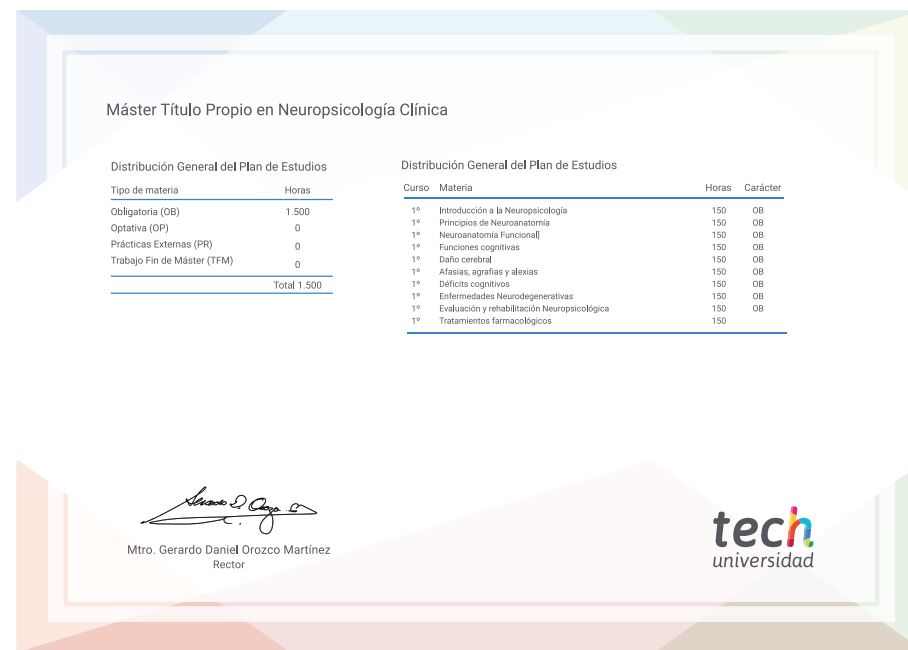 Máster Título Propio en Neuropsicología Clínica
Distribución General del Plan de Estudios
Tipo de materia Horas
Obligatoria (OB) 1.500
Optativa (OP) 0
Prácticas Externas (PR) 0
Trabajo Fin de Máster (TFM) 0
Total 1.500
Distribución General del Plan de Estudios
Curso Materia Horas Carácter
1º Introducción a la Neuropsicología 150 OB
1º Principios de Neuroanatomía 150 OB
1º Neuroanatomía Funcional] 150 OB
1º Funciones cognitivas 150 OB
1º Daño cerebral 150 OB
1º Afasias, agrafias y alexias 150 OB
1º Déficits cognitivos 150 OB
1º Enfermedades Neurodegenerativas 150 OB
1º Evaluación y rehabilitación Neuropsicológica 150 OB
1º Tratamientos farmacológicos 150
Mtro. Gerardo Daniel Orozco Martínez
Rector
tech
universidad